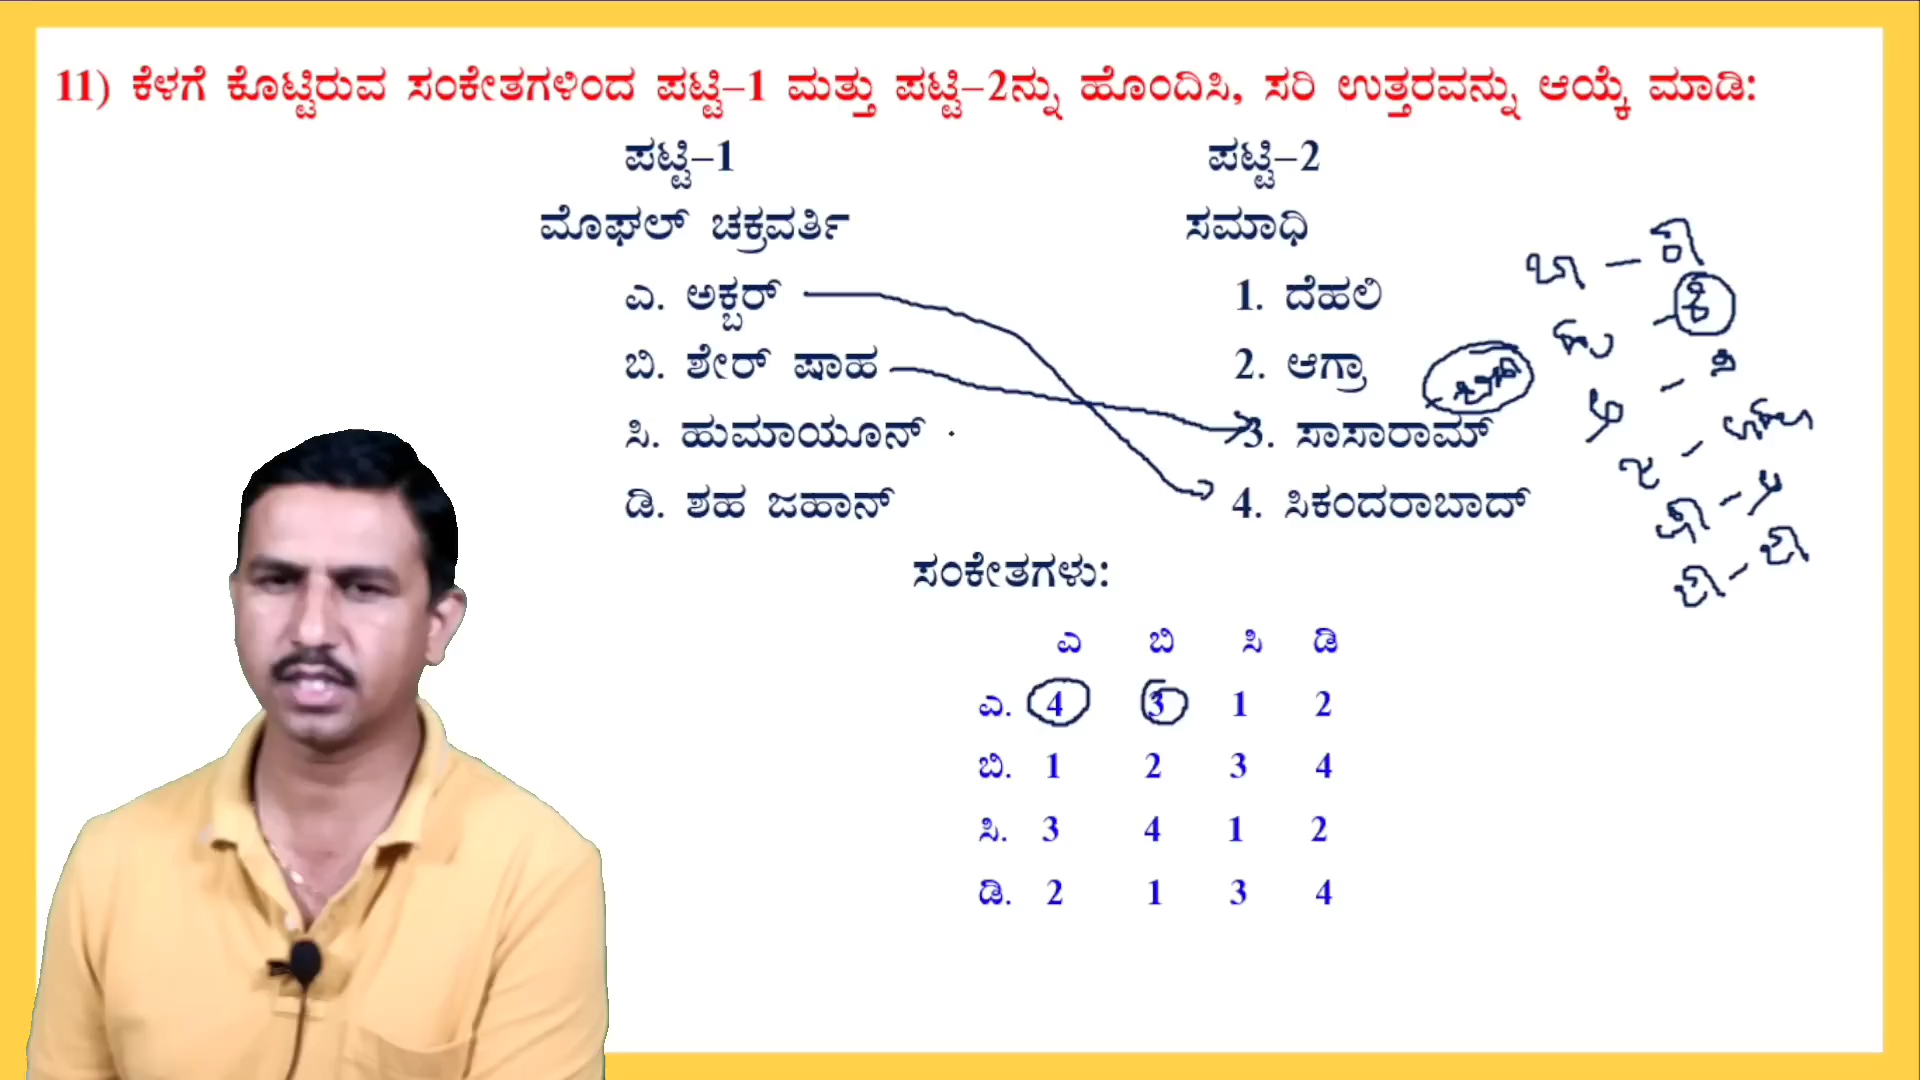 11) ಕೆಳಗೆ ಕೊಟ್ಟಿರುವ ಸಂಕೇತಗಳಿಂದ ಪಟ್ಟಿ-1 ಮತ್ತು ಪಟ್ಟಿ-2ನ್ನು ಹೊಂದಿಸಿ, ಸರಿ ಉತ್ತರವನ್ನು ಆಯ್ಕೆ ಮಾಡಿ:
ಪಟ್ಟಿ-1 ಪಟ್ಟಿ-2
ಮೊಘಲ್ ಚಕ್ರವರ್ತಿ ಸಮಾಧಿ
ಎ. ಅಕ್ಬರ್ 1. ದೆಹಲಿ
ಬಿ. ಶೇರ್ ಷಾಹ 2. ಆಗ್ರಾ
ಸಿ. ಹುಮಾಯೂನ್ 3. ಸಾಸಾರಾಮ್
ಡಿ. ಶಹ ಜಹಾನ್ 4. ಸಿಕಂದರಾಬಾದ್
ಸಂಕೇತಗಳು:
ಎ ಬಿ ಸಿ ಡಿ
ಎ. 4 3 1 2
ಬಿ. 1 2 3 4
ಸಿ. 3 4 1 2
ಡಿ. 2 1 3 4